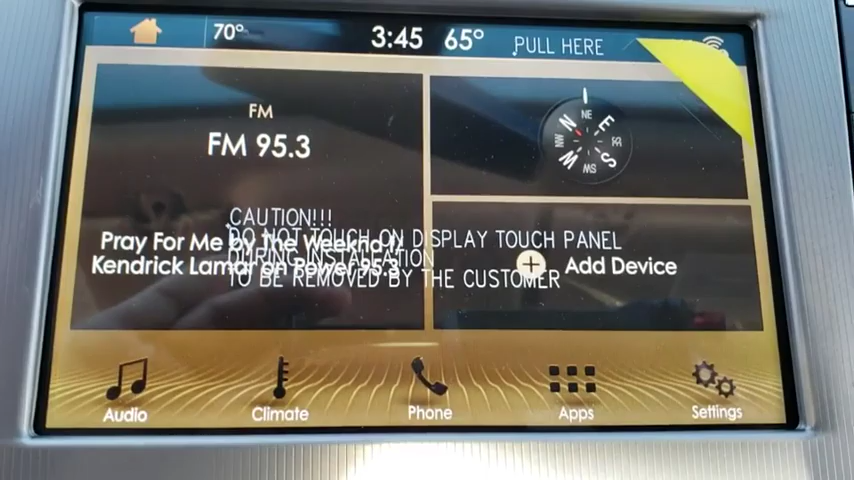 70°
3:45
65°
PULL HERE
FM
FM 95.3
N
NE
E
SE
S
SW
W
NW
CAUTION!!!
DO NOT TOUCH ON DISPLAY TOUCH PANEL
DURING INSTALLATION
TO BE REMOVED BY THE CUSTOMER
Pray For Me by The Weeknd
Kendrick Lamar on Power 95.3
Add Device
Audio
Climate
Phone
Apps
Settings